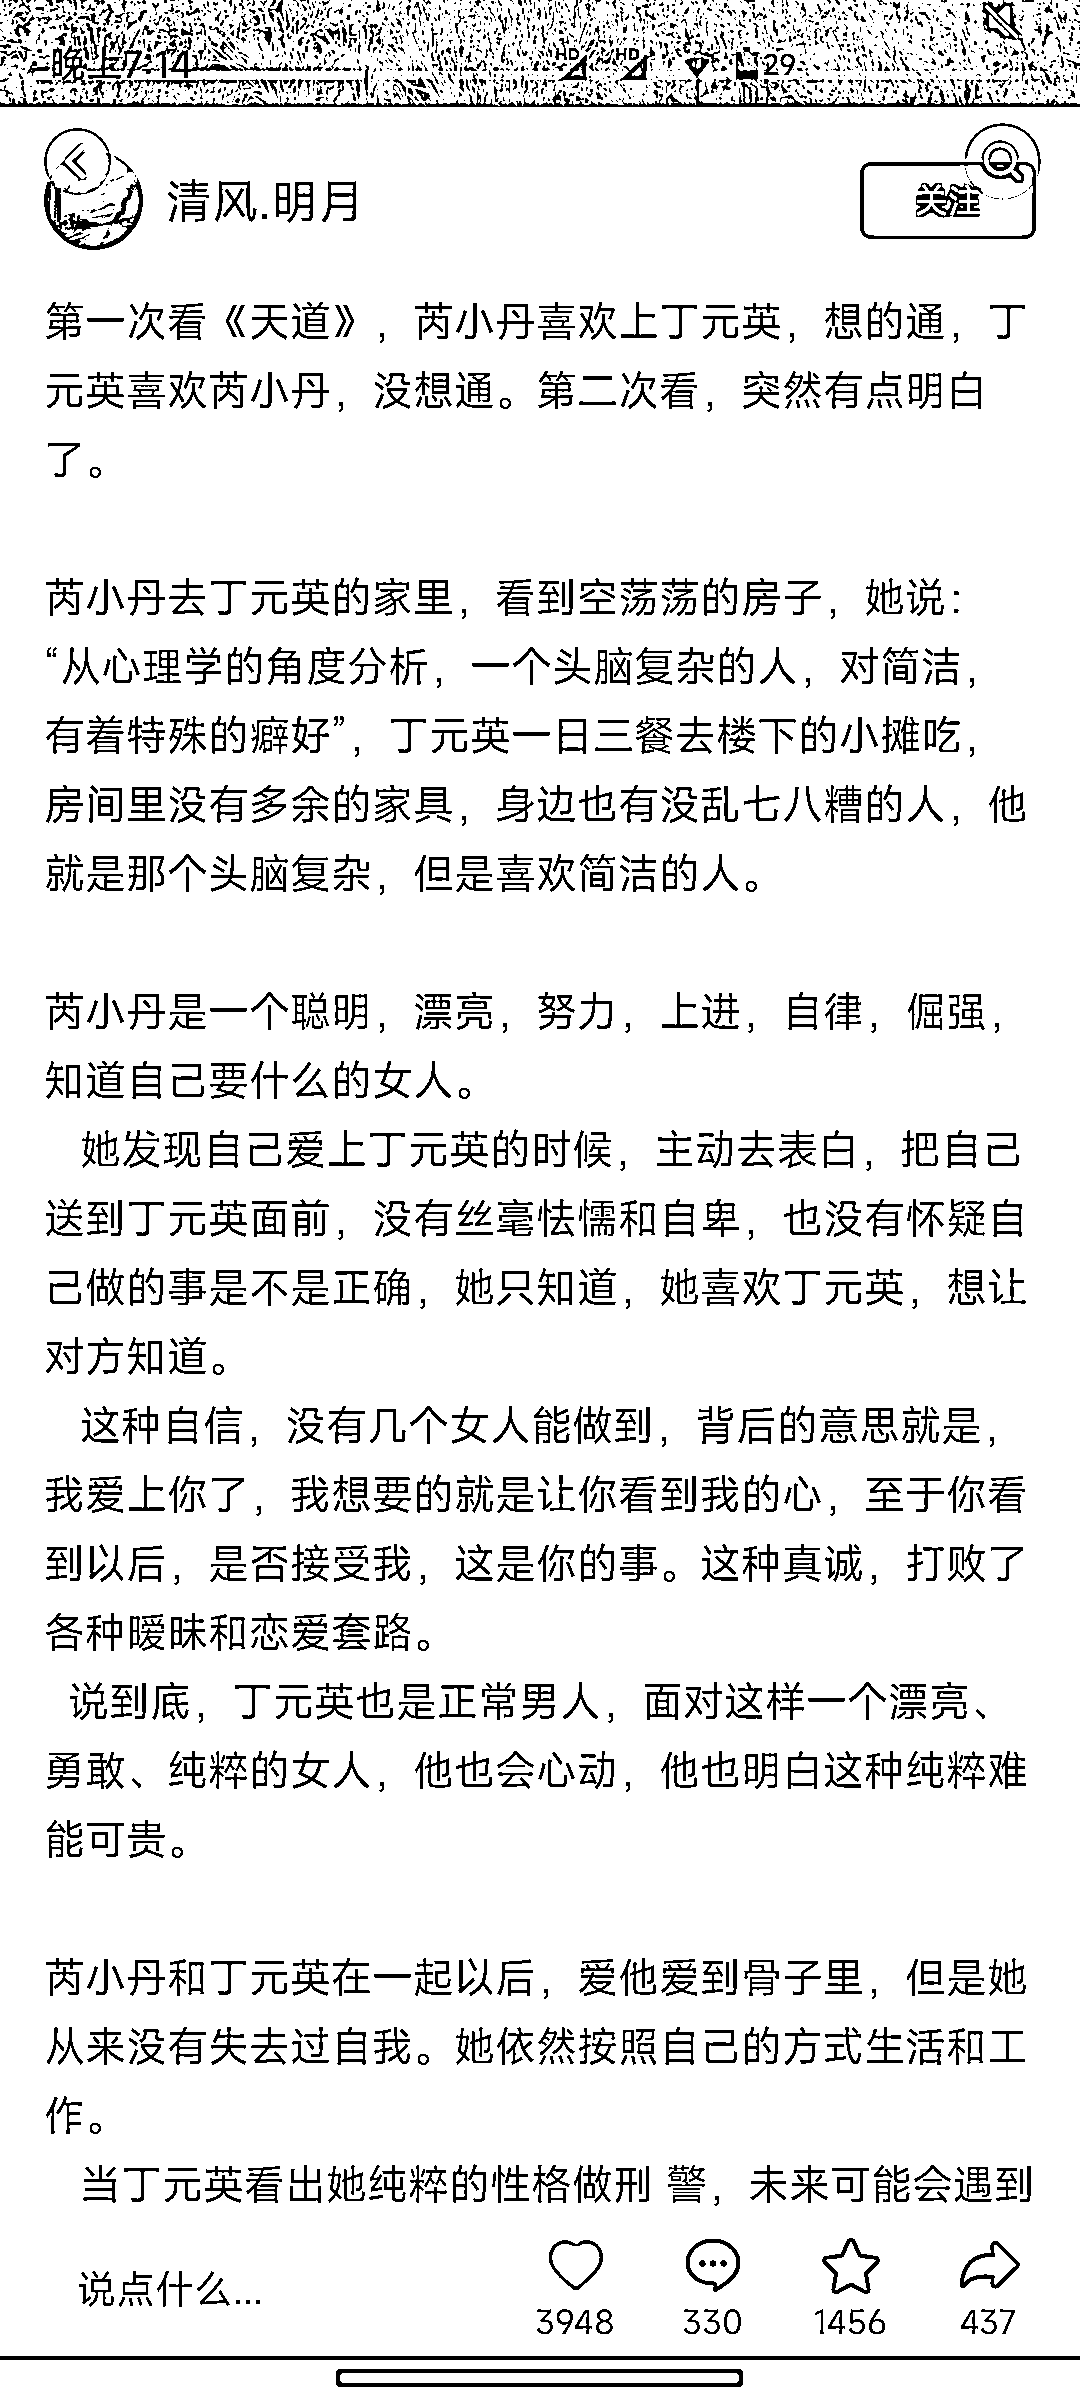 晚上7:14
HD HD 29
清风.明月
关注
第一次看《天道》，芮小丹喜欢上丁元英，想的通，丁
元英喜欢芮小丹，没想通。第二次看，突然有点明白
了。
芮小丹去丁元英的家里，看到空荡荡的房子，她说：
“从心理学的角度分析，一个头脑复杂的人，对简洁，
有着特殊的癖好”，丁元英一日三餐去楼下的小摊吃，
房间里没有多余的家具，身边也有没乱七八糟的人，他
就是那个头脑复杂，但是喜欢简洁的人。
芮小丹是一个聪明，漂亮，努力，上进，自律，倔强，
知道自己要什么的女人。
她发现自己爱上丁元英的时候，主动去表白，把自己
送到丁元英面前，没有丝毫怯懦和自卑，也没有怀疑自
己做的事是不是正确，她只知道，她喜欢丁元英，想让
对方知道。
这种自信，没有几个女人能做到，背后的意思就是，
我爱上你了，我想要的就是让你看到我的心，至于你看
到以后，是否接受我，这是你的事。这种真诚，打败了
各种暧昧和恋爱套路。
说到底，丁元英也是正常男人，面对这样一个漂亮、
勇敢、纯粹的女人，他也会心动，他也明白这种纯粹难
能可贵。
芮小丹和丁元英在一起以后，爱他爱到骨子里，但是她
从来没有失去过自我。她依然按照自己的方式生活和工
作。
当丁元英看出她纯粹的性格做刑 警，未来可能会遇到
说点什么...
3948 330 1456 437